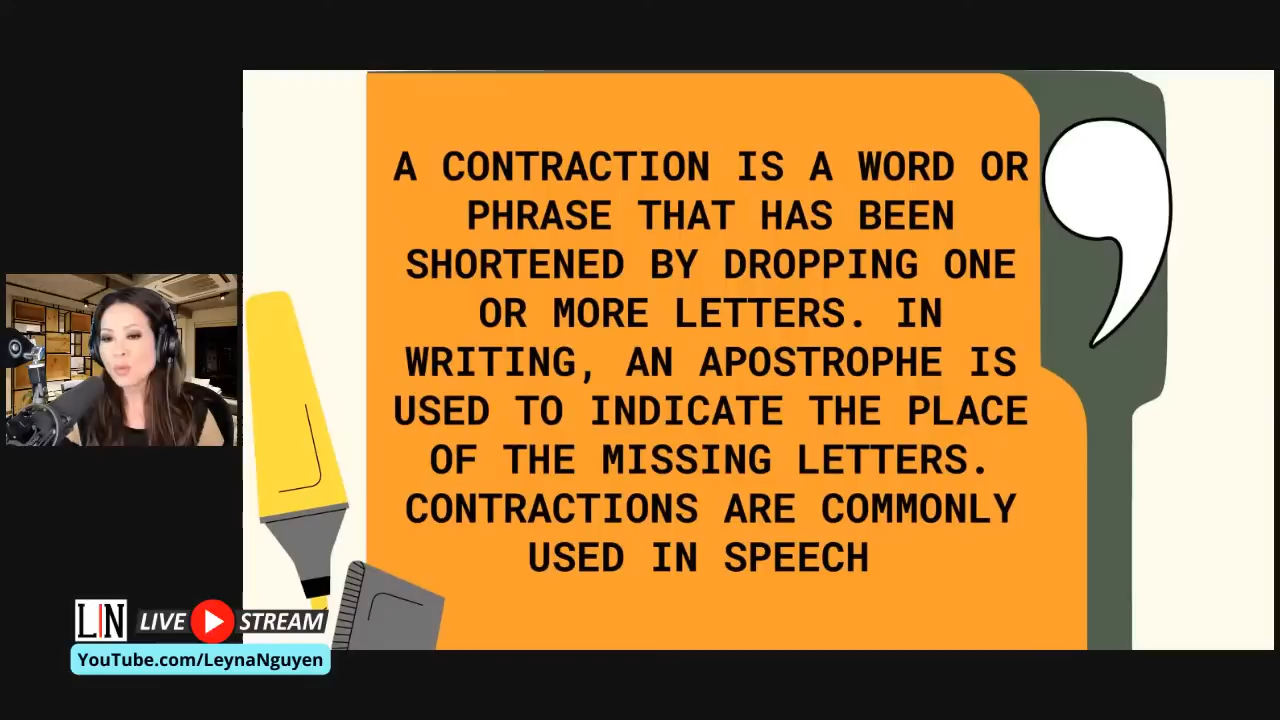 A CONTRACTION IS A WORD OR
PHRASE THAT HAS BEEN
SHORTENED BY DROPPING ONE
OR MORE LETTERS. IN
WRITING, AN APOSTROPHE IS
USED TO INDICATE THE PLACE
OF THE MISSING LETTERS.
CONTRACTIONS ARE COMMONLY
USED IN SPEECH
LIN LIVE STREAM
YouTube.com/LeynaNguyen